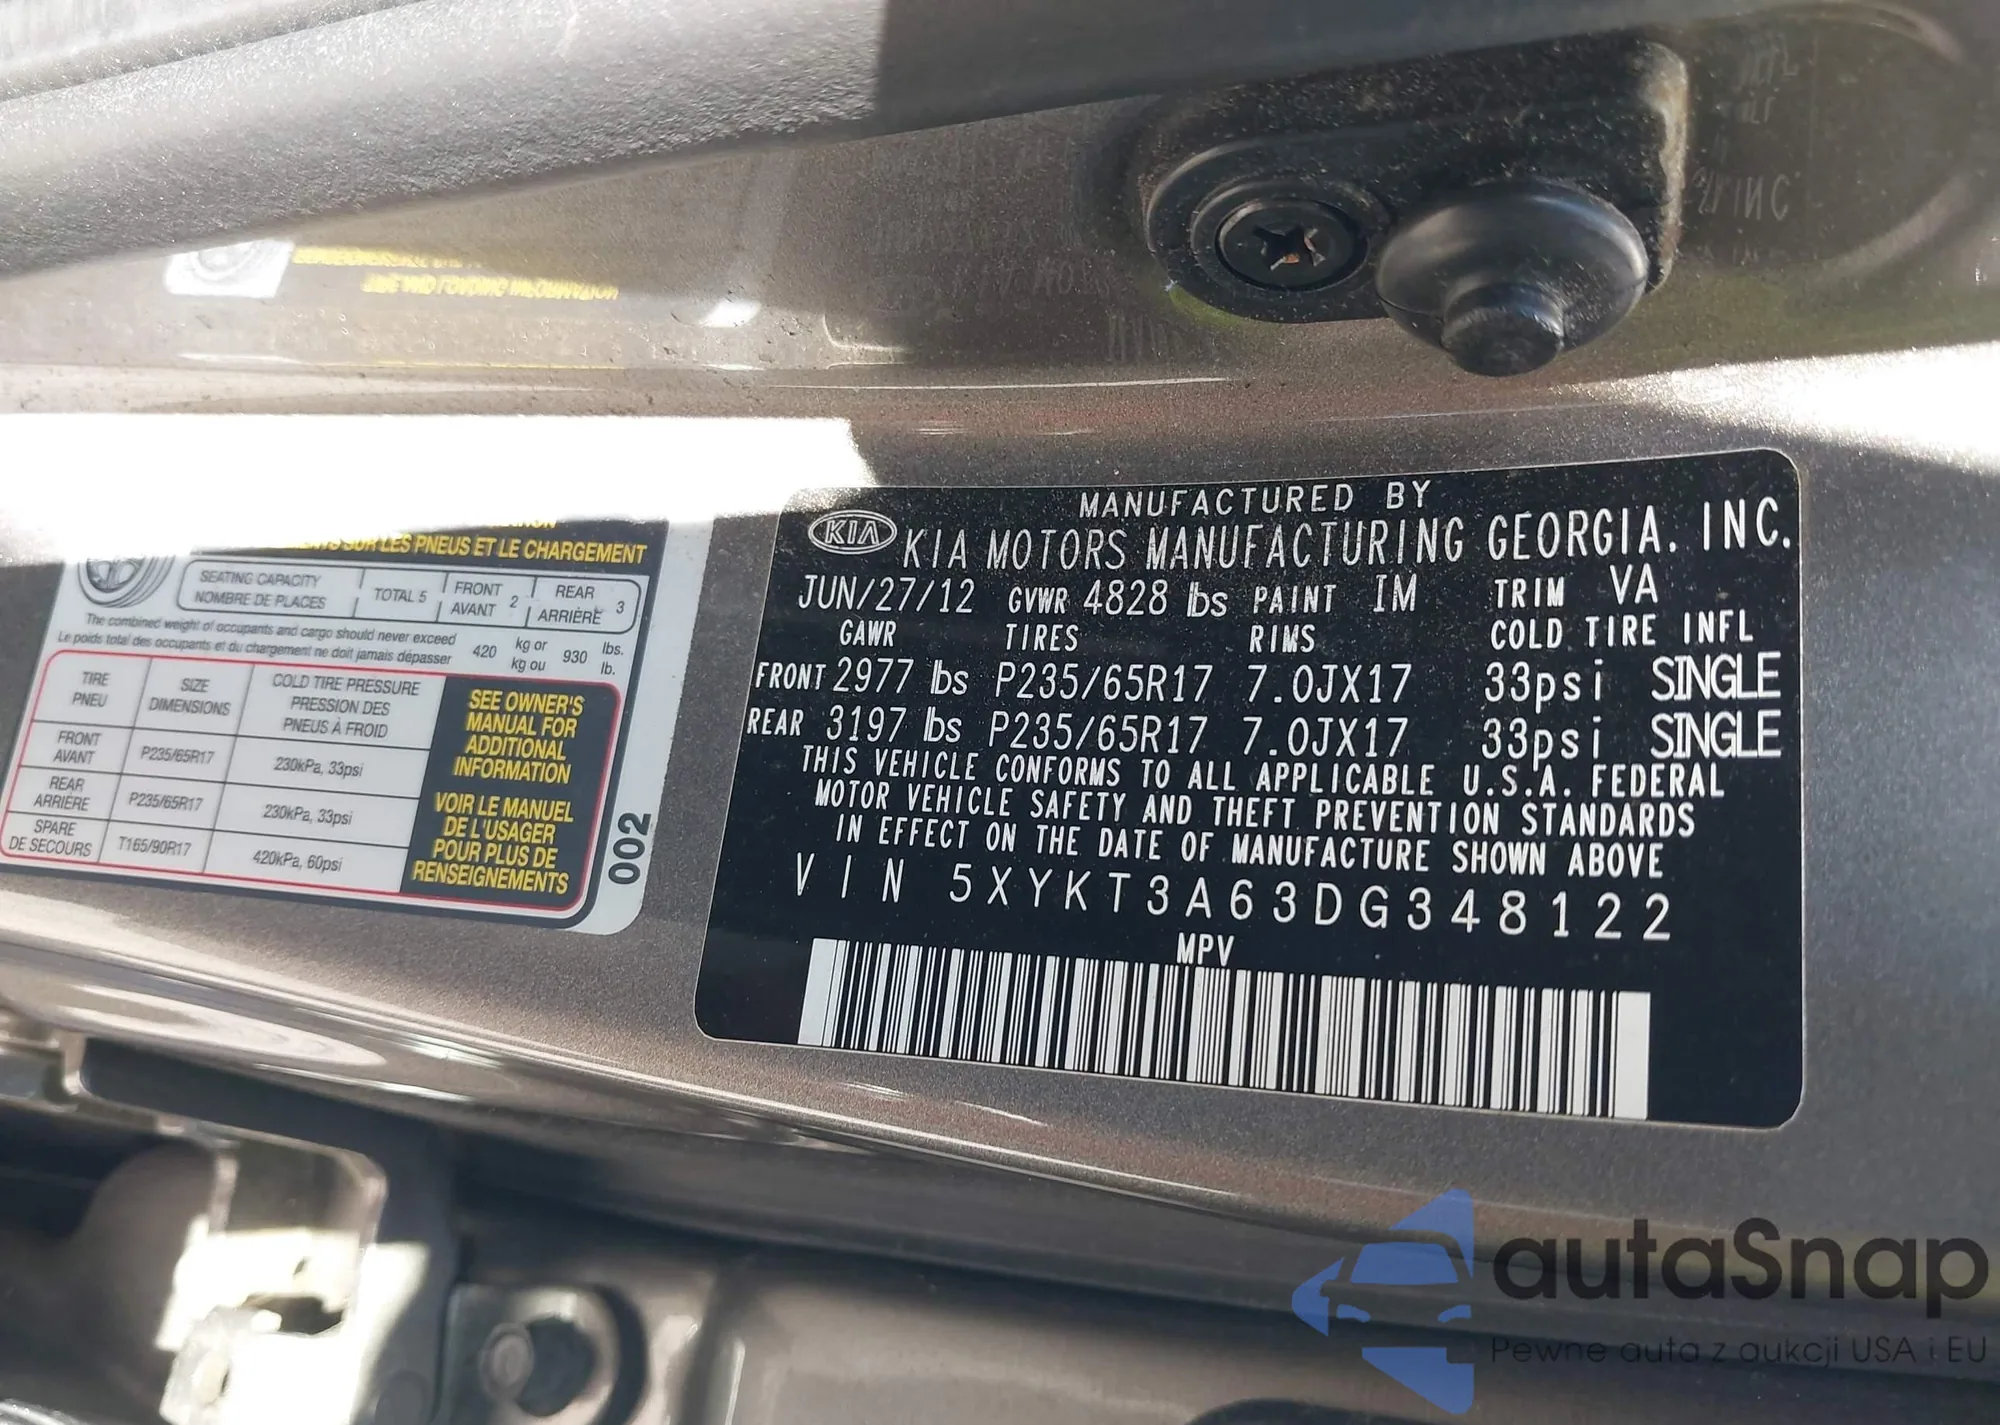 MANUFACTURED BY
KIA KIA MOTORS MANUFACTURING GEORGIA. INC.
JUN/27/12 GVWR 4828 lbs PAINT IM TRIM VA
GAWR TIRES RIMS COLD TIRE INFL
FRONT 2977 lbs P235/65R17 7.0JX17 33psi SINGLE
REAR 3197 lbs P235/65R17 7.0JX17 33psi SINGLE
THIS VEHICLE CONFORMS TO ALL APPLICABLE U.S.A. FEDERAL
MOTOR VEHICLE SAFETY AND THEFT PREVENTION STANDARDS
IN EFFECT ON THE DATE OF MANUFACTURE SHOWN ABOVE
VIN 5XYKT3A63DG348122
MPV
SUR LES PNEUS ET LE CHARGEMENT
SEATING CAPACITY
NOMBRE DE PLACES
TOTAL 5
FRONT
AVANT
2
REAR
ARRIÈRE
3
The combined weight of occupants and cargo should never exceed
Le poids total des occupants et du chargement ne doit jamais dépasser
420
kg or
kg ou
930
lbs.
lb.
TIRE
PNEU
SIZE
DIMENSIONS
COLD TIRE PRESSURE
PRESSION DES
PNEUS À FROID
FRONT
AVANT
P235/65R17
230kPa, 33psi
REAR
ARRIÈRE
P235/65R17
230kPa, 33psi
SPARE
DE SECOURS
T165/90R17
420kPa, 60psi
SEE OWNER'S
MANUAL FOR
ADDITIONAL
INFORMATION
VOIR LE MANUEL
DE L'USAGER
POUR PLUS DE
RENSEIGNEMENTS
002
autaSnap
Pewne auta z aukcji USA i EU